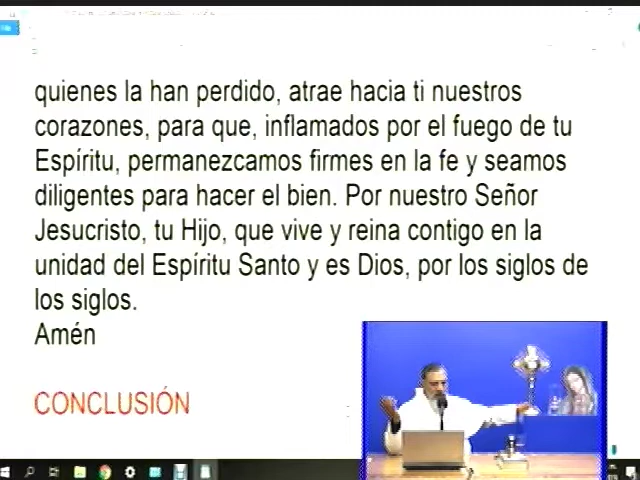 quienes la han perdido, atrae hacia ti nuestros
corazones, para que, inflamados por el fuego de tu
Espíritu, permanezcamos firmes en la fe y seamos
diligentes para hacer el bien. Por nuestro Señor
Jesucristo, tu Hijo, que vive y reina contigo en la
unidad del Espíritu Santo y es Dios, por los siglos de
los siglos.
Amén
CONCLUSIÓN